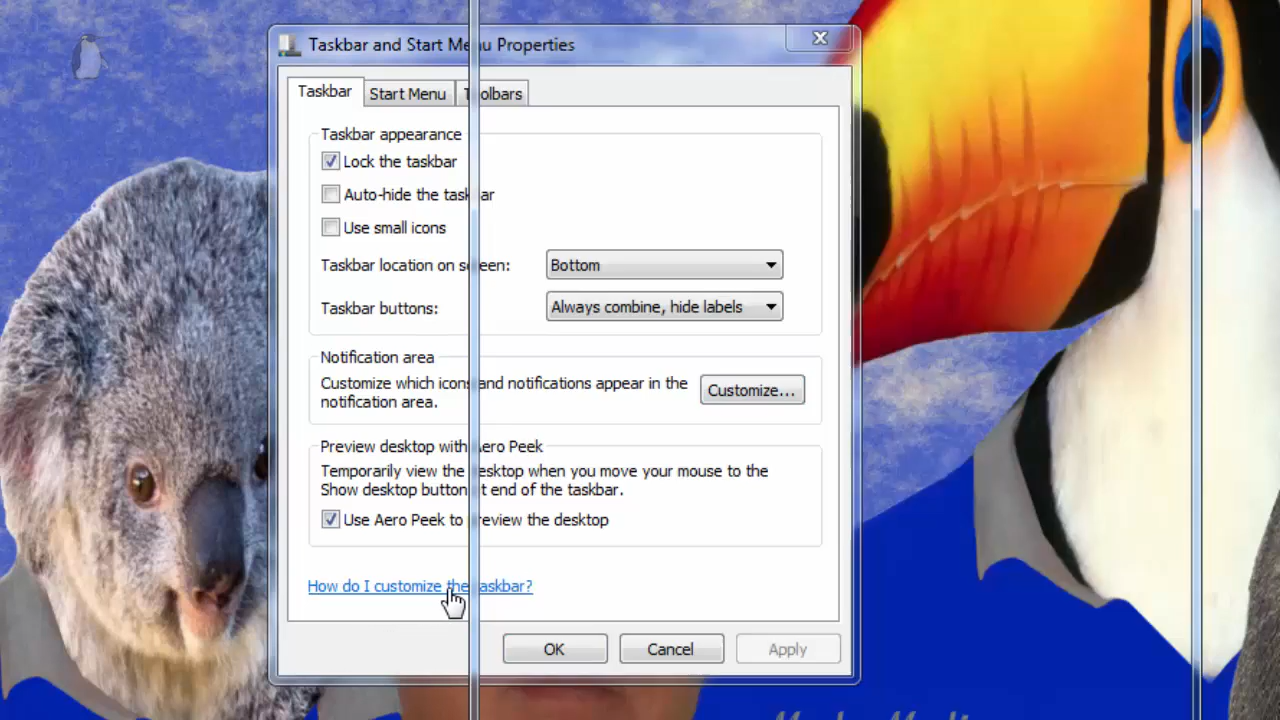 Taskbar and Start Menu Properties
Taskbar Start Menu Toolbars
Taskbar appearance
Lock the taskbar
Auto-hide the taskbar
Use small icons
Taskbar location on screen: Bottom
Taskbar buttons: Always combine, hide labels
Notification area
Customize which icons and notifications appear in the
notification area.
Customize...
Preview desktop with Aero Peek
Temporarily view the desktop when you move your mouse to the
Show desktop button at end of the taskbar.
Use Aero Peek to preview the desktop
How do I customize the taskbar?
OK Cancel Apply